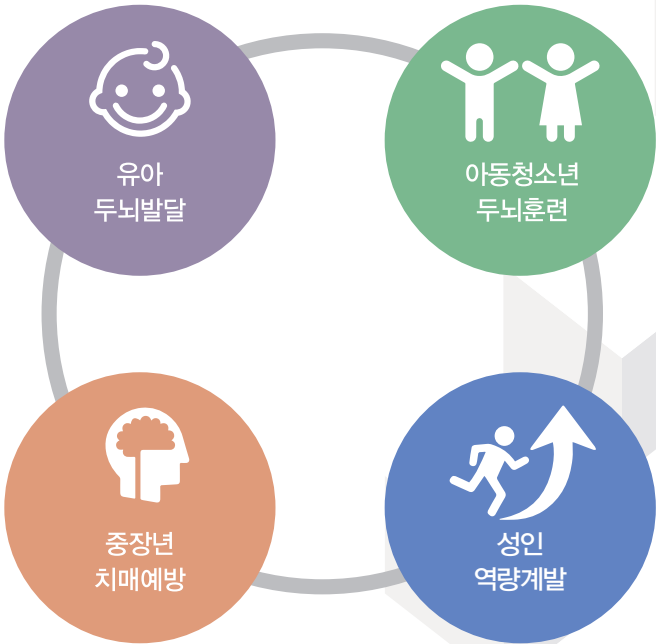 유아
두뇌발달
아동청소년
두뇌훈련
중장년
치매예방
성인
역량계발